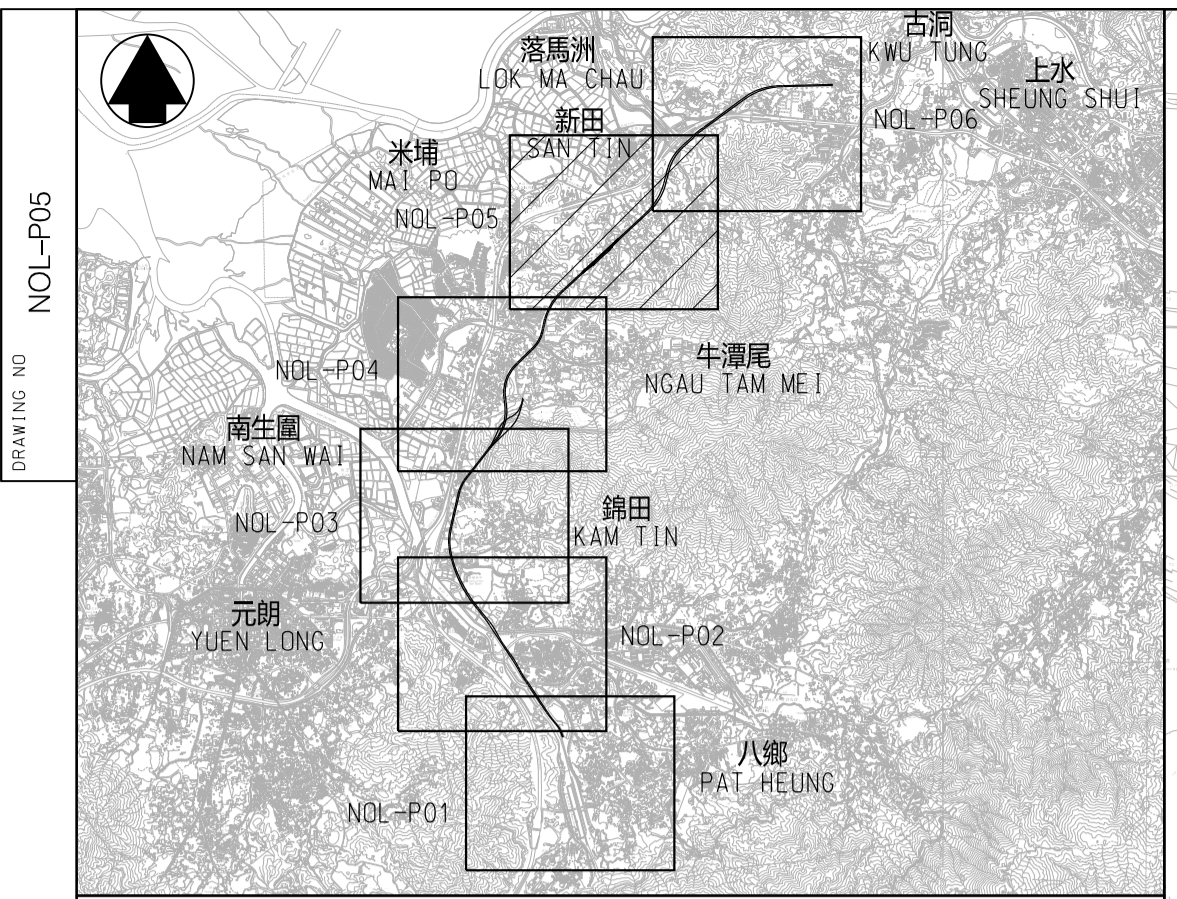 DRAWING NO
NOL-P05
古洞
KWU TUNG
落馬洲
LOK MA CHAU
上水
SHEUNG SHUI
NOL-P06
新田
SAN TIN
米埔
MAI PO
NOL-P05
牛潭尾
NGAU TAM MEI
NOL-P04
南生圍
NAM SAN WAI
錦田
KAM TIN
NOL-P03
元朗
YUEN LONG
NOL-P02
八鄉
PAT HEUNG
NOL-P01